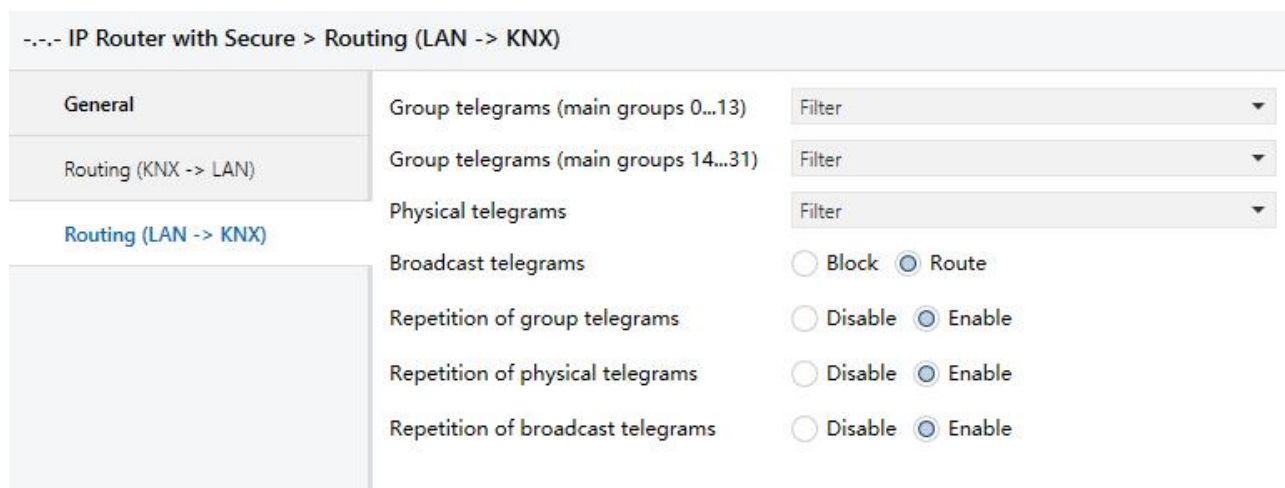 -.-.- IP Router with Secure > Routing (LAN -> KNX)
General
Routing (KNX -> LAN)
Routing (LAN -> KNX)
Group telegrams (main groups 0...13) Filter
Group telegrams (main groups 14...31) Filter
Physical telegrams Filter
Broadcast telegrams Block Route
Repetition of group telegrams Disable Enable
Repetition of physical telegrams Disable Enable
Repetition of broadcast telegrams Disable Enable